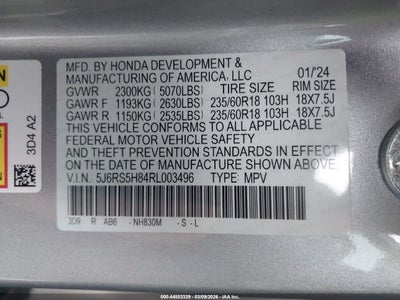 MFD. BY HONDA DEVELOPMENT &
MANUFACTURING OF AMERICA, LLC 01/'24
GVWR 2300KG (5070LBS) TIRE SIZE RIM SIZE
GAWR F 1193KG (2630LBS) 235/60R18 103H 18X7.5J
GAWR R 1150KG (2535LBS) 235/60R18 103H 18X7.5J
THIS VEHICLE CONFORMS TO ALL APPLICABLE
FEDERAL MOTOR VEHICLE SAFETY
AND THEFT PREVENTION STANDARDS IN EFFECT
ON THE DATE OF MANUFACTURE SHOWN ABOVE.
V.I.N. 5J6RS5H84RL003496 TYPE: MPV
3D9 R AB6 -NH830M -S-L
3D4 A2
000-44553339 - 03/09/2026 - IAAI